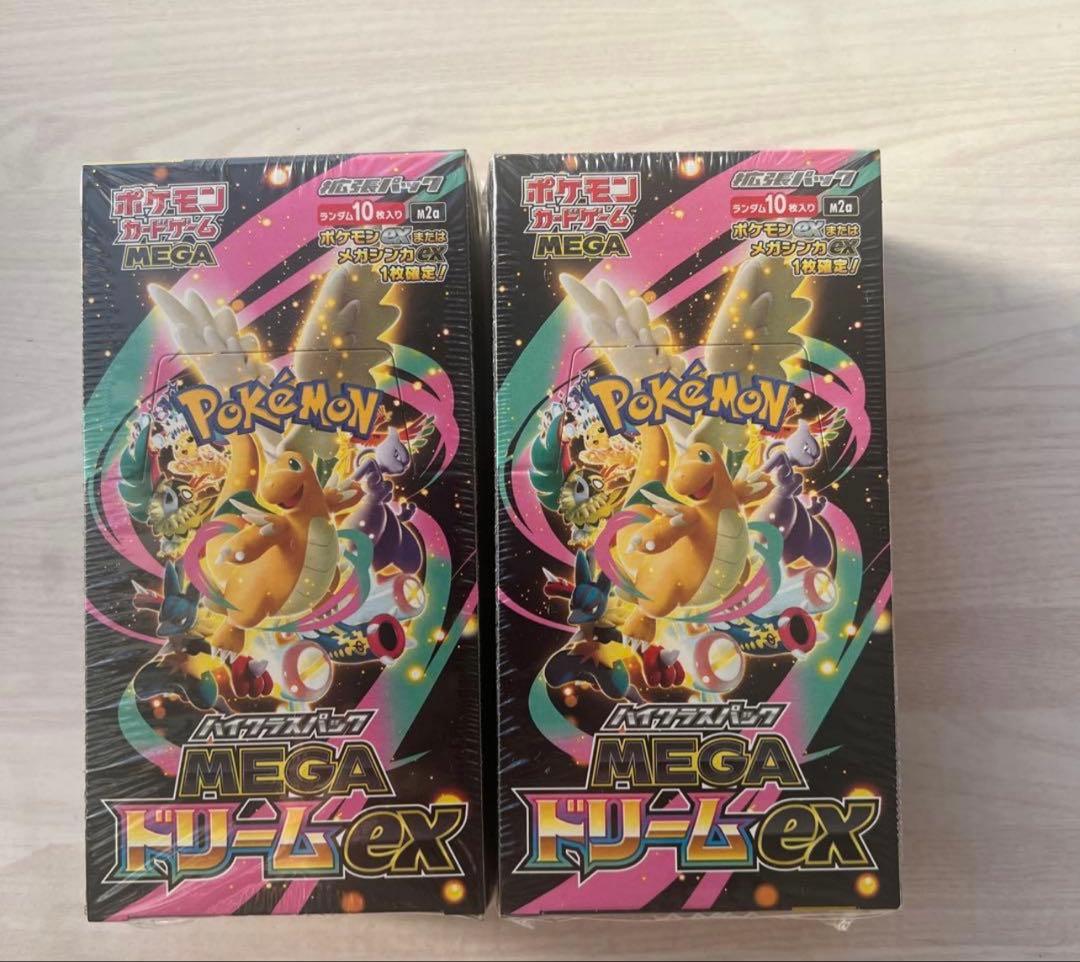 ポケモン
カードゲーム
MEGA
拡張パック
ランダム10枚入り
M2a
ポケモンexまたは
メガシンカex
1枚確定!
POKéMON
ハイクラスパック
MEGA
ドリームex
ポケモン
カードゲーム
MEGA
拡張パック
ランダム10枚入り
M2a
ポケモンexまたは
メガシンカex
1枚確定!
POKéMON
ハイクラスパック
MEGA
ドリームex